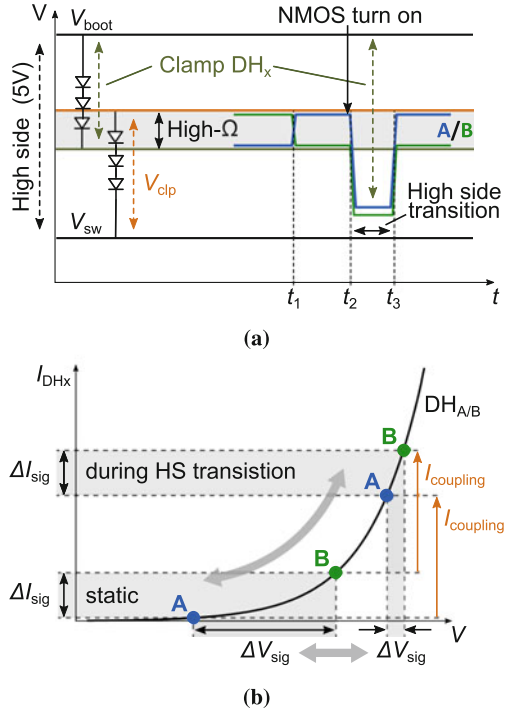 V
NMOS turn on
V_boot
Clamp DH_x
High side (5V)
High-Ω
A/B
V_clp
High side
transition
V_sw
t_1
t_2
t_3
t
(a)
I_DHx
DH_A/B
B
ΔI_sig
during HS transistion
I_coupling
A
I_coupling
B
ΔI_sig
static
A
ΔV_sig
ΔV_sig
V
(b)